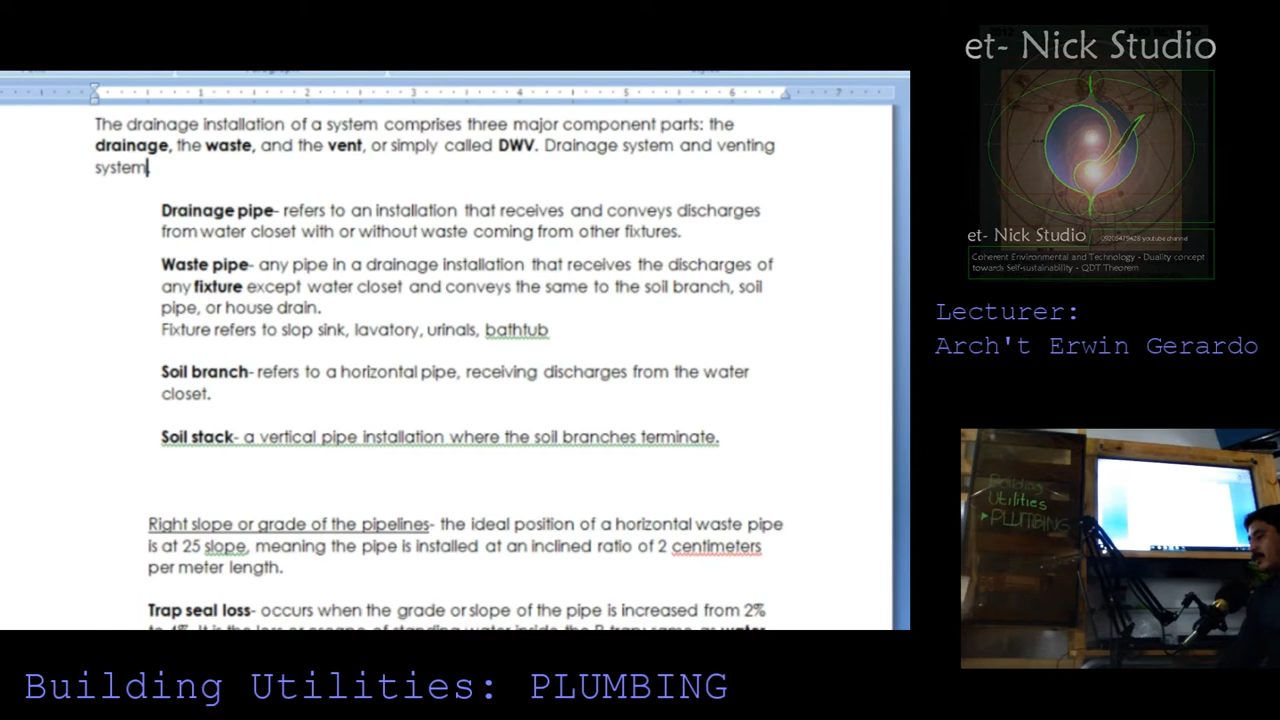 The drainage installation of a system comprises three major component parts: the
drainage, the waste, and the vent, or simply called DWV. Drainage system and venting
system.
Drainage pipe- refers to an installation that receives and conveys discharges
from water closet with or without waste coming from other fixtures.
Waste pipe- any pipe in a drainage installation that receives the discharges of
any fixture except water closet and conveys the same to the soil branch, soil
pipe, or house drain.
Fixture refers to slop sink, lavatory, urinals, bathtub
Soil branch- refers to a horizontal pipe, receiving discharges from the water
closet.
Soil stack- a vertical pipe installation where the soil branches terminate.
Right slope or grade of the pipelines- the ideal position of a horizontal waste pipe
is at 25 slope, meaning the pipe is installed at an inclined ratio of 2 centimeters
per meter length.
Trap seal loss- occurs when the grade or slope of the pipe is increased from 2%
et- Nick Studio
et- Nick Studio
youtube channel
Coherent Environmental and Technology - Duality concept
towards Self-sustainability - QDT Theorem
Lecturer:
Arch't Erwin Gerardo
Building
Utilities
PLUMBING
Building Utilities: PLUMBING